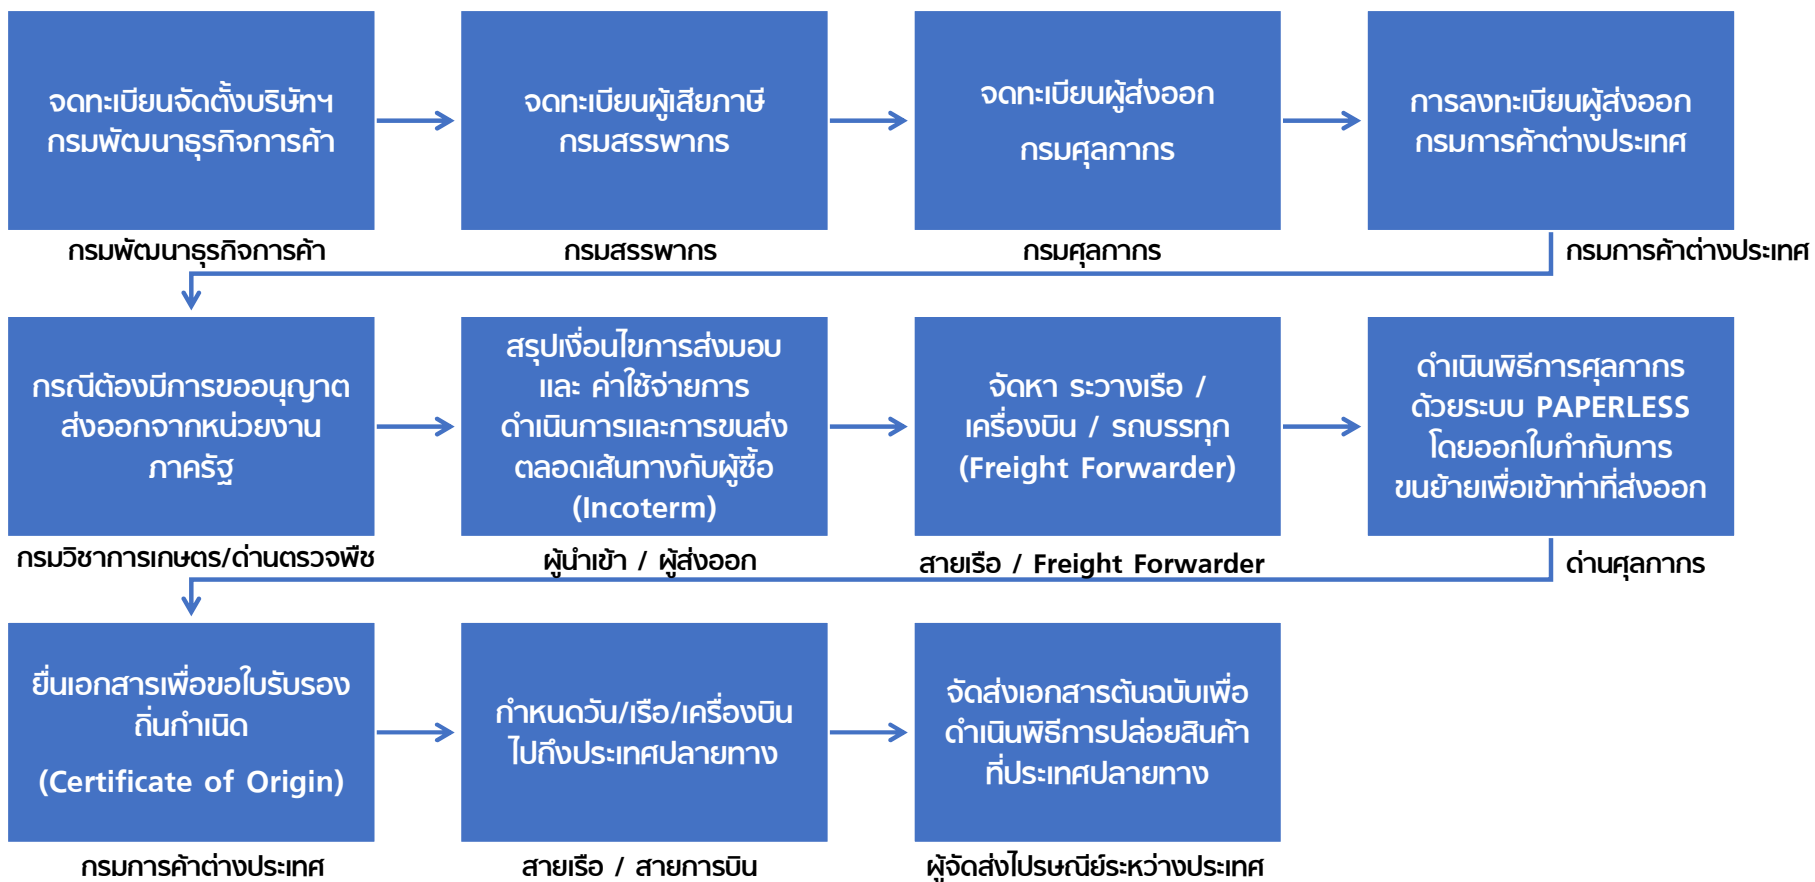 จดทะเบียนจัดตั้งบริษัทฯ
กรมพัฒนาธุรกิจการค้า
กรมพัฒนาธุรกิจการค้า
จดทะเบียนผู้เสียภาษี
กรมสรรพากร
กรมสรรพากร
จดทะเบียนผู้ส่งออก
กรมศุลกากร
กรมศุลกากร
การลงทะเบียนผู้ส่งออก
กรมการค้าต่างประเทศ
กรมการค้าต่างประเทศ
กรณีต้องมีการขออนุญาต
ส่งออกจากหน่วยงาน
ภาครัฐ
กรมวิชาการเกษตร/ด่านตรวจพืช
สรุปเงื่อนไขการส่งมอบ
และ ค่าใช้จ่ายการ
ดำเนินการและการขนส่ง
ตลอดเส้นทางกับผู้ซื้อ
(Incoterm)
ผู้นำเข้า / ผู้ส่งออก
จัดหา ระวางเรือ /
เครื่องบิน / รถบรรทุก
(Freight Forwarder)
สายเรือ / Freight Forwarder
ดำเนินพิธีการศุลกากร
ด้วยระบบ PAPERLESS
โดยออกใบกำกับการ
ขนย้ายเพื่อเข้าท่าที่ส่งออก
ด่านศุลกากร
ยื่นเอกสารเพื่อขอใบรับรอง
ถิ่นกำเนิด
(Certificate of Origin)
กรมการค้าต่างประเทศ
กำหนดวัน/เรือ/เครื่องบิน
ไปถึงประเทศปลายทาง
สายเรือ / สายการบิน
จัดส่งเอกสารต้นฉบับเพื่อ
ดำเนินพิธีการปล่อยสินค้า
ที่ประเทศปลายทาง
ผู้จัดส่งไปรษณีย์ระหว่างประเทศ